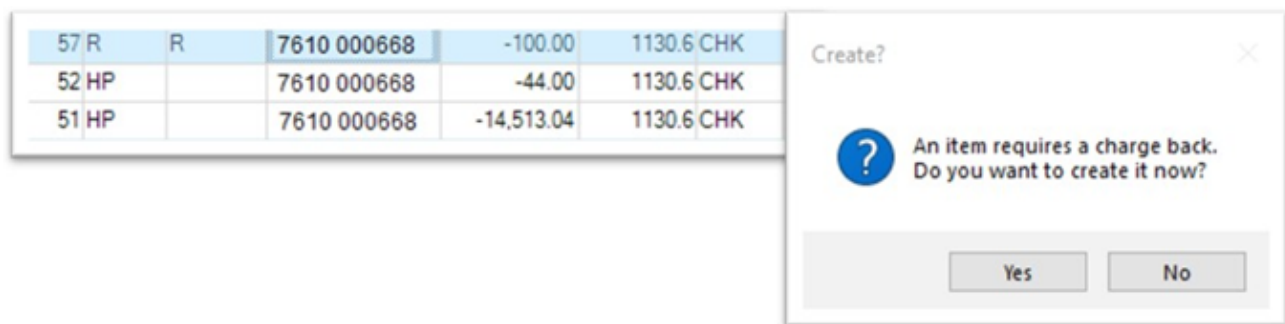 57 R R 7610 000668 -100.00 1130.6 CHK
52 HP 7610 000668 -44.00 1130.6 CHK
51 HP 7610 000668 -14,513.04 1130.6 CHK
Create?
An item requires a charge back.
Do you want to create it now?
Yes No